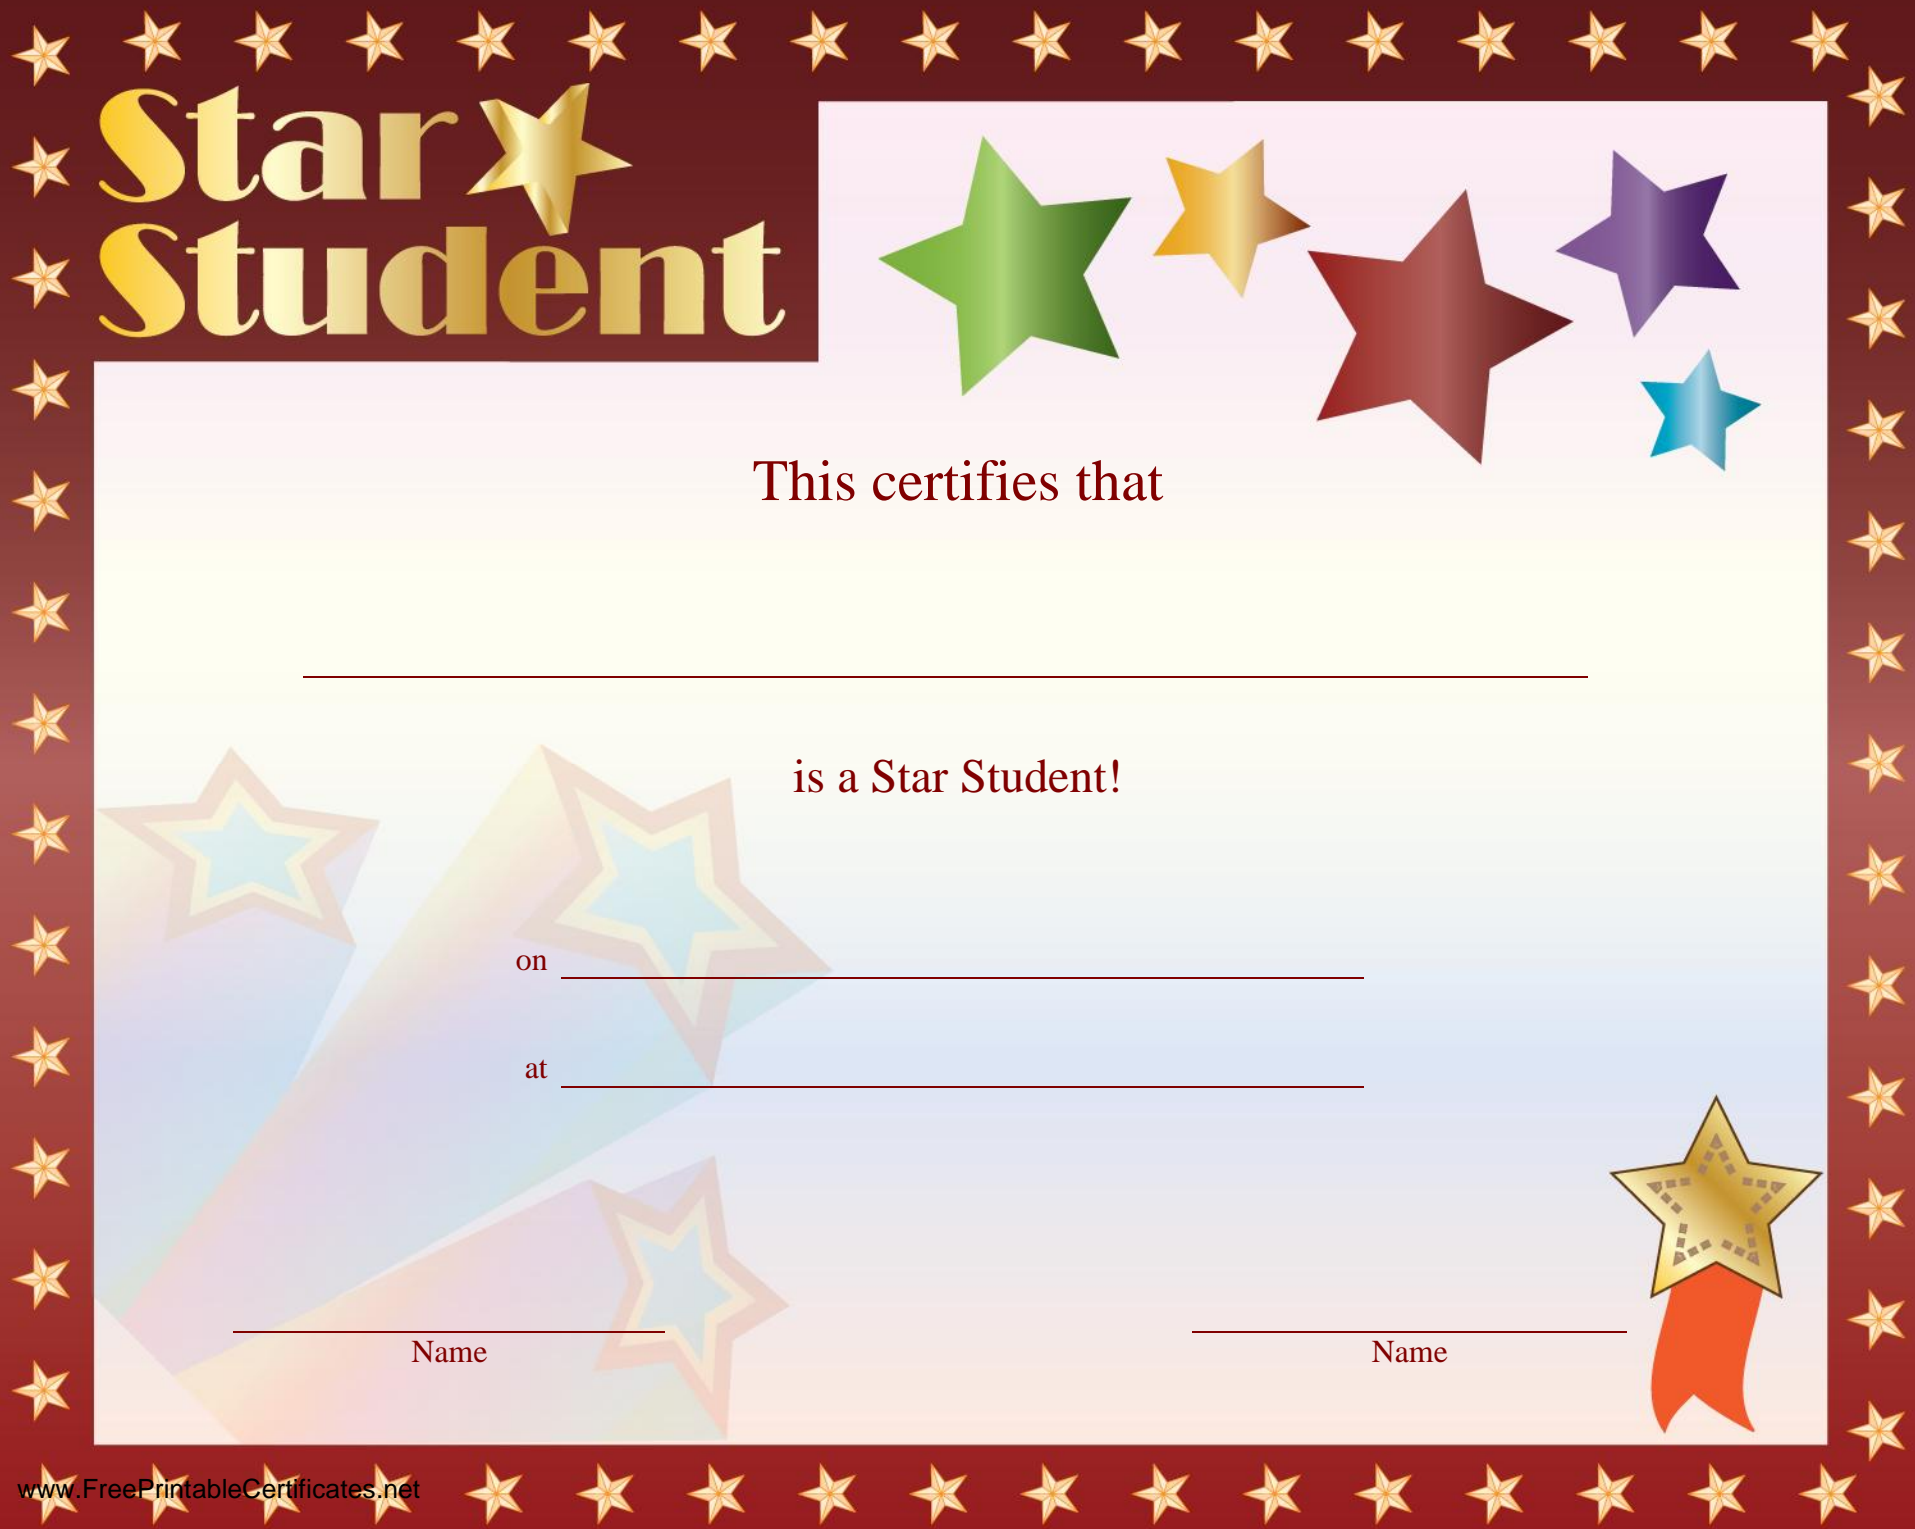 Star
Student
This certifies that
is a Star Student!
on
at
Name Name
www.FreePrintableCertificates.net